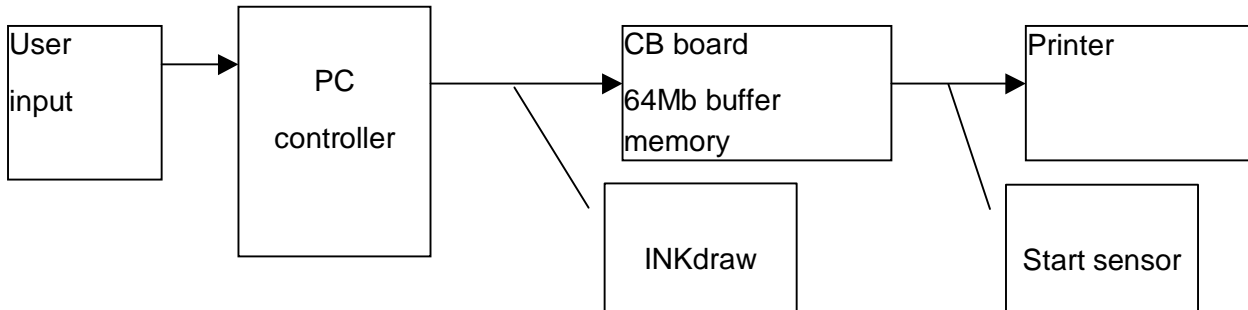 User
input
PC
controller
CB board
64Mb buffer
memory
Printer
INKdraw
Start sensor